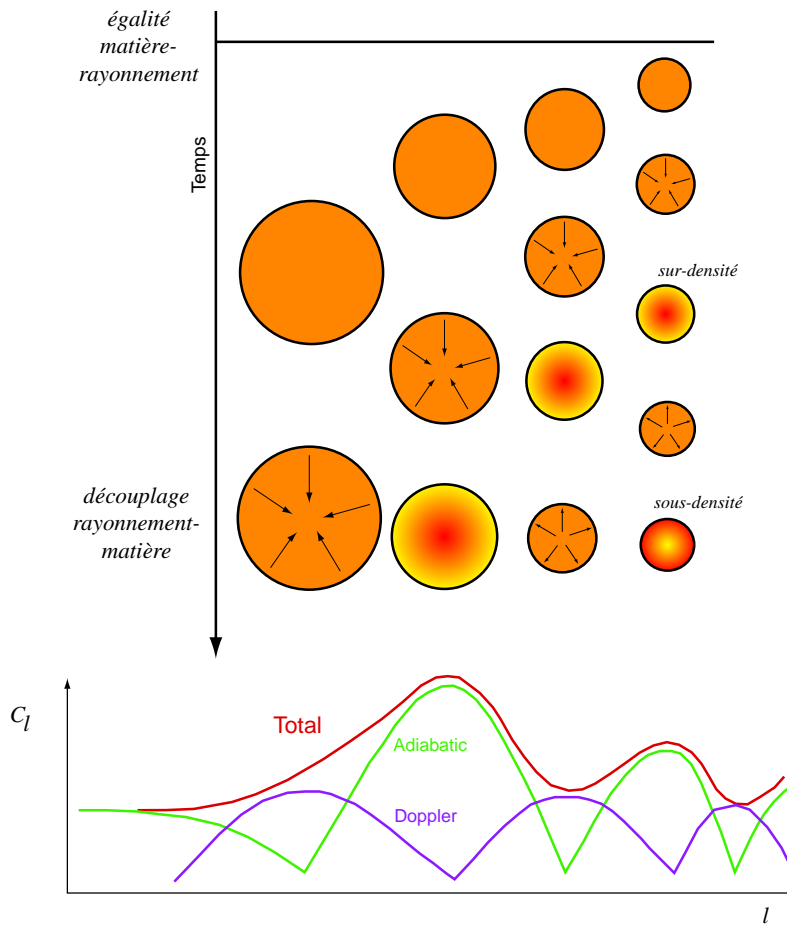 égalité
matière-
rayonnement
Temps
sur-densité
découplage
rayonnement-
matière
sous-densité
C_l
Total
Adiabatic
Doppler
l